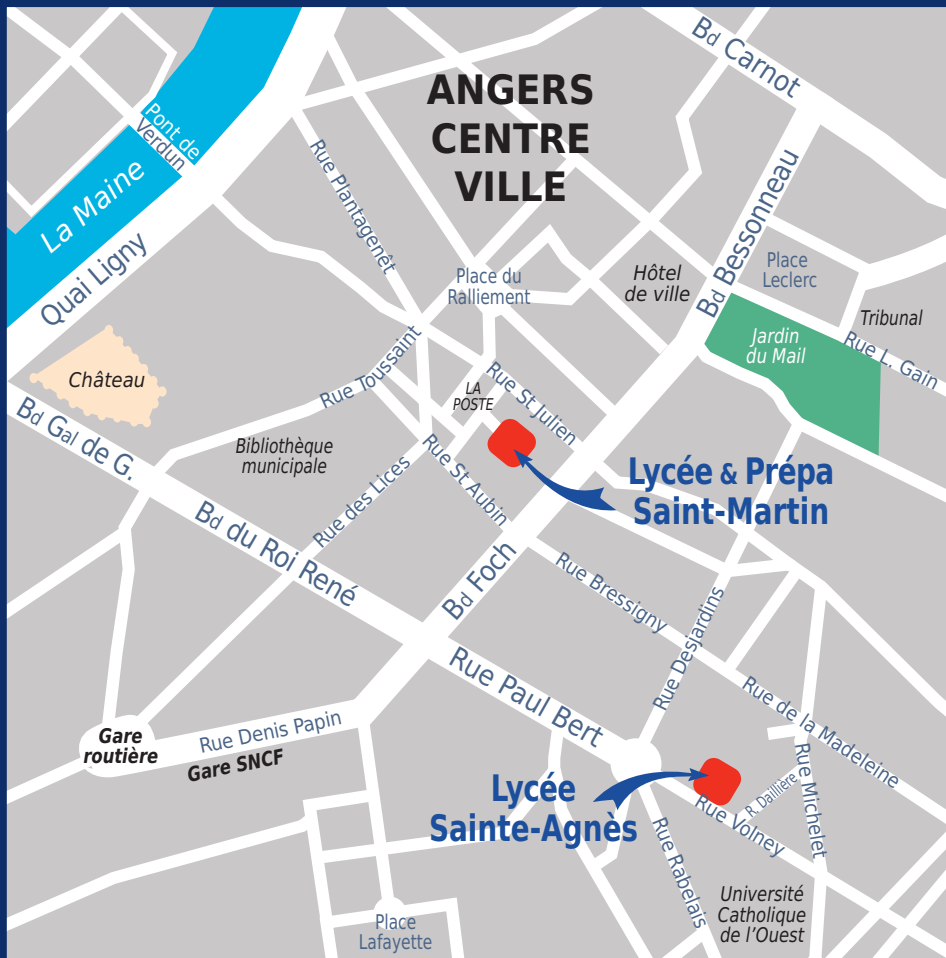 Bd Carnot
ANGERS
CENTRE
VILLE
Pont de
Verdun
La Maine
Quai Ligny
Rue Plantagenêt
Place du
Ralliement
Hôtel
de ville
Bd Bessonneau
Place
Leclerc
Tribunal
Jardin
du Mail
Rue L. Gain
Château
Rue Toussaint
LA
POSTE
Rue St Julien
Bd Gal de G.
Bibliothèque
municipale
Rue des Lices
Rue St Aubin
Lycée & Prépa
Saint-Martin
Bd du Roi René
Bd Foch
Rue Bressigny
Rue Desjardins
Rue Paul Bert
Rue de la Madeleine
Gare
routière
Rue Denis Papin
Gare SNCF
Lycée
Sainte-Agnès
R. Daillière
Rue Michelet
Rue Volney
Rue Rabelais
Université
Catholique
de l’Ouest
Place
Lafayette